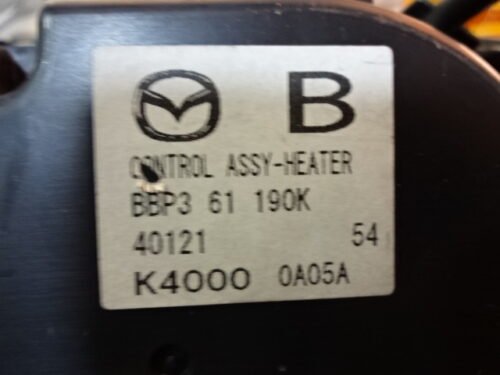 B
CONTROL ASSY-HEATER
BBP3 61 190K
40121 54
K4000 0A05A